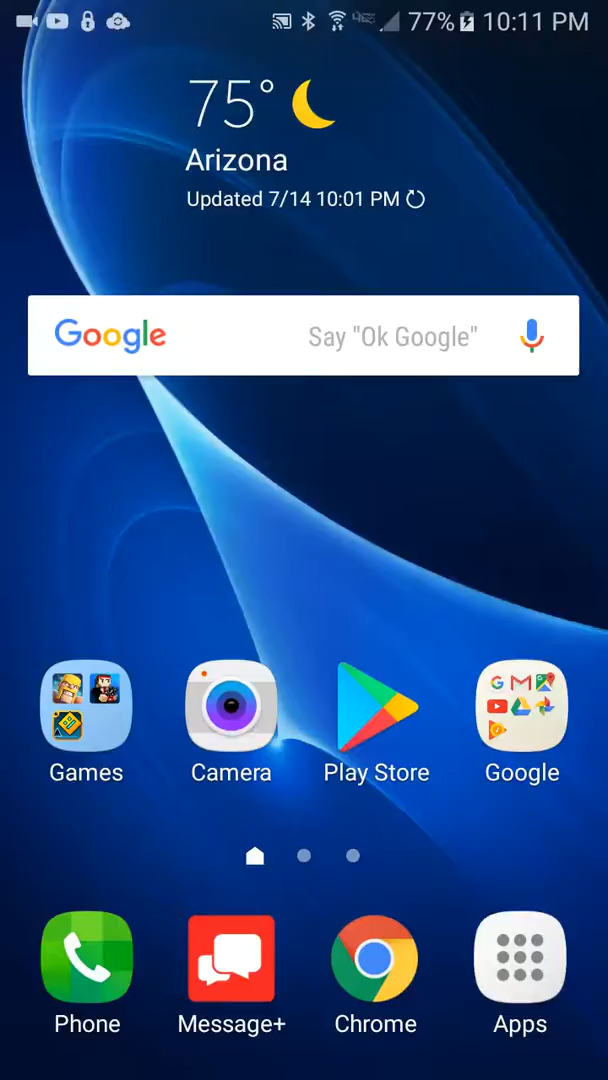 77% 10:11 PM
75°
Arizona
Updated 7/14 10:01 PM
Google Say "Ok Google"
Games Camera Play Store Google
Phone Message+ Chrome Apps